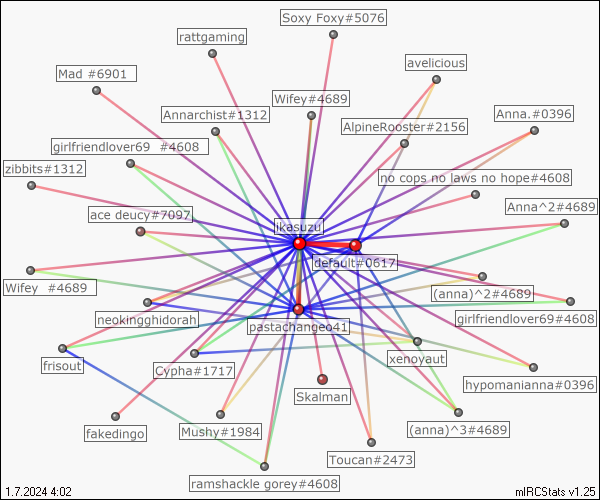 Soxy Foxy#5076
rattgaming
avelicious
Mad #6901
Wifey#4689
Annarchist#1312
Anna.#0396
AlpineRooster#2156
girlfriendlover69 #4608
zibbits#1312
no cops no laws no hope#4608
Anna^2#4689
ace deucy#7097
ikasuzu
default#0617
Wifey #4689
(anna)^2#4689
neokingghidorah
pastachangeo41
girlfriendlover69#4608
frisout
Cypha#1717
xenoyaut
hypomanianna#0396
Skalman
fakedingo
Mushy#1984
(anna)^3#4689
Toucan#2473
ramshackle gorey#4608
1.7.2024 4:02
mIRCStats v1.25